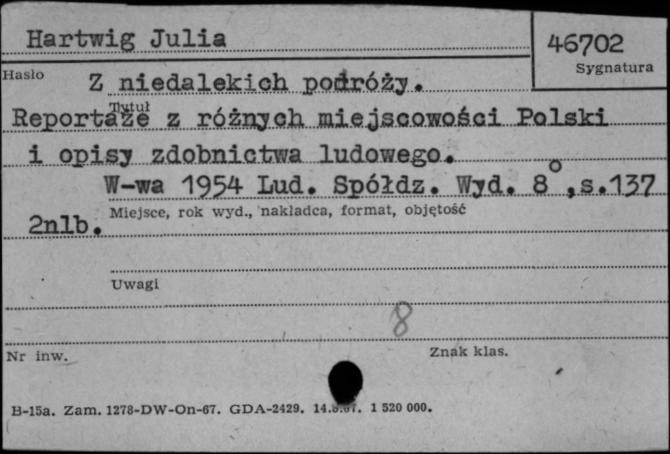 Hartwig Julia
46702
Hasło
Sygnatura
Z niedalekich podróży.
Tytuł
Reportaże z różnych miejscowości Polski
i opisy zdobnictwa ludowego.
W-wa 1954 Lud. Spółdz. Wyd. 8°, s.137
Miejsce, rok wyd., nakładca, format, objętość
2nlb.
Uwagi
8
Nr inw.
Znak klas.
B-15a. Zam. 1278-DW-On-67. GDA-2429. 1 520 000.